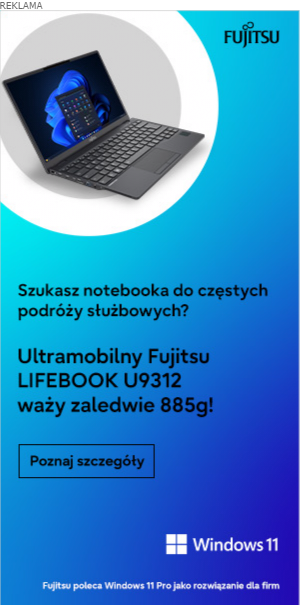 REKLAMA
FUJITSU
Szukasz notebooka do częstych
podróży służbowych?
Ultramobilny Fujitsu
LIFEBOOK U9312
waży zaledwie 885g!
Poznaj szczegóły
Windows 11
Fujitsu poleca Windows 11 Pro jako rozwiązanie dla firm